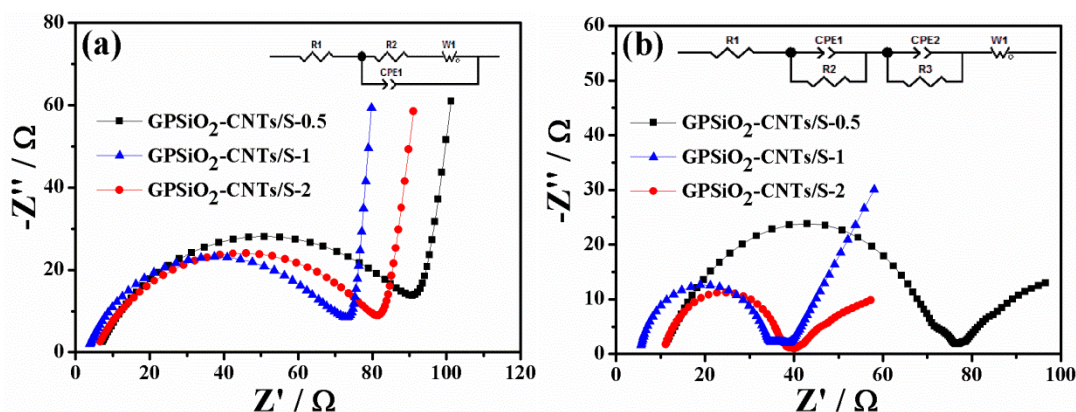 (a)
R1 R2 W1
CPE1
GPSiO2-CNTs/S-0.5
GPSiO2-CNTs/S-1
GPSiO2-CNTs/S-2
-Z'' / Ω
80
60
40
20
0
0 20 40 60 80 100 120
Z' / Ω
(b)
R1 CPE1 CPE2 W1
R2 R3
GPSiO2-CNTs/S-0.5
GPSiO2-CNTs/S-1
GPSiO2-CNTs/S-2
-Z'' / Ω
60
50
40
30
20
10
0
0 20 40 60 80 100
Z' / Ω